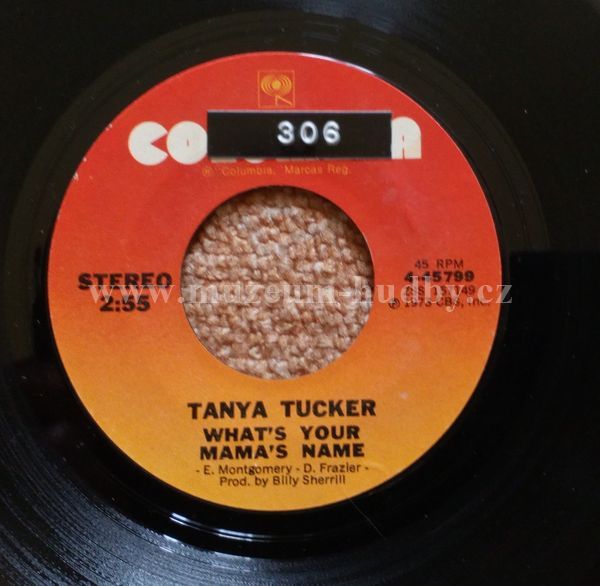 306
CO A
® "Columbia," Marcas Reg.
45 RPM
STEREO 4-45799
2:55
CBS, Inc.
www.muzeum-hudby.cz
TANYA TUCKER
WHAT'S YOUR
MAMA'S NAME
- E. Montgomery - D. Frazier -
Prod. by Billy Sherrill